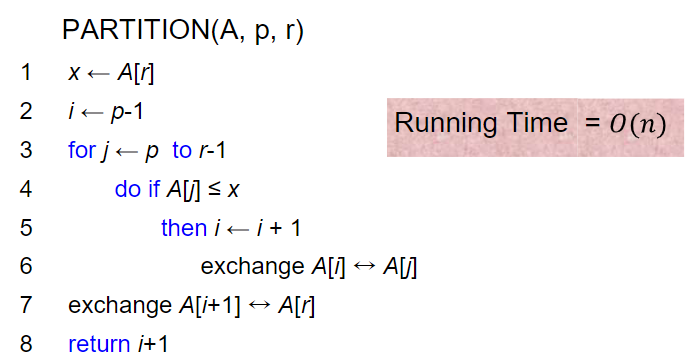 PARTITION(A, p, r)
1 x ← A[r]
2 i ← p-1
Running Time = O(n)
3 for j ← p to r-1
4 do if A[j] ≤ x
5 then i ← i + 1
6 exchange A[i] ↔ A[j]
7 exchange A[i+1] ↔ A[r]
8 return i+1